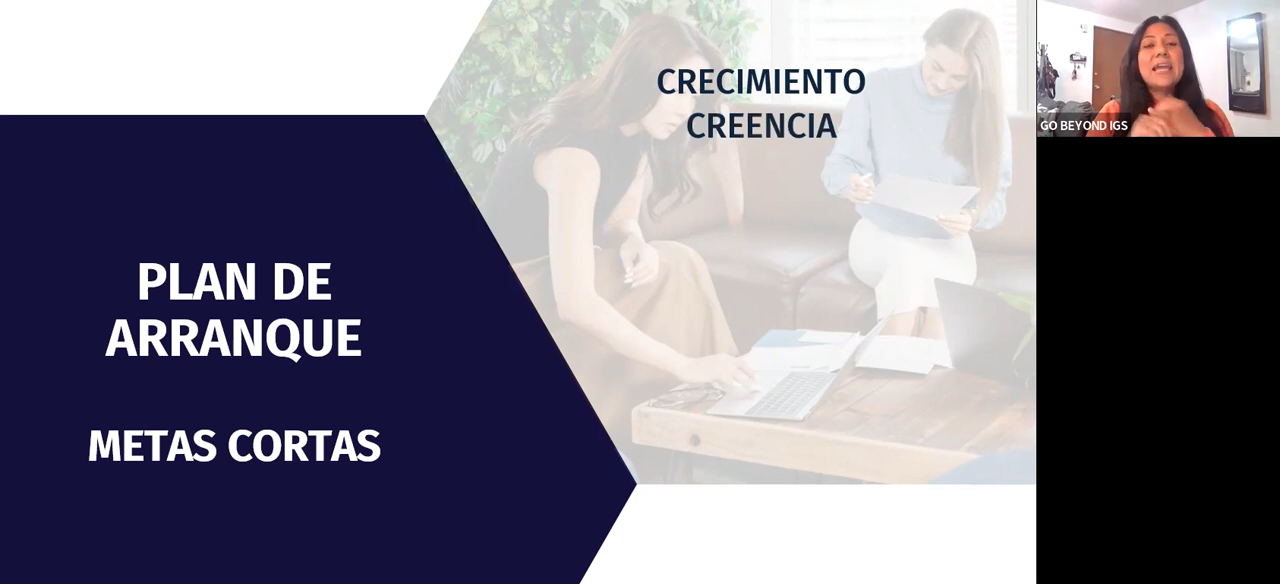 CRECIMIENTO
CREENCIA
PLAN DE
ARRANQUE
METAS CORTAS
GO BEYOND IGS